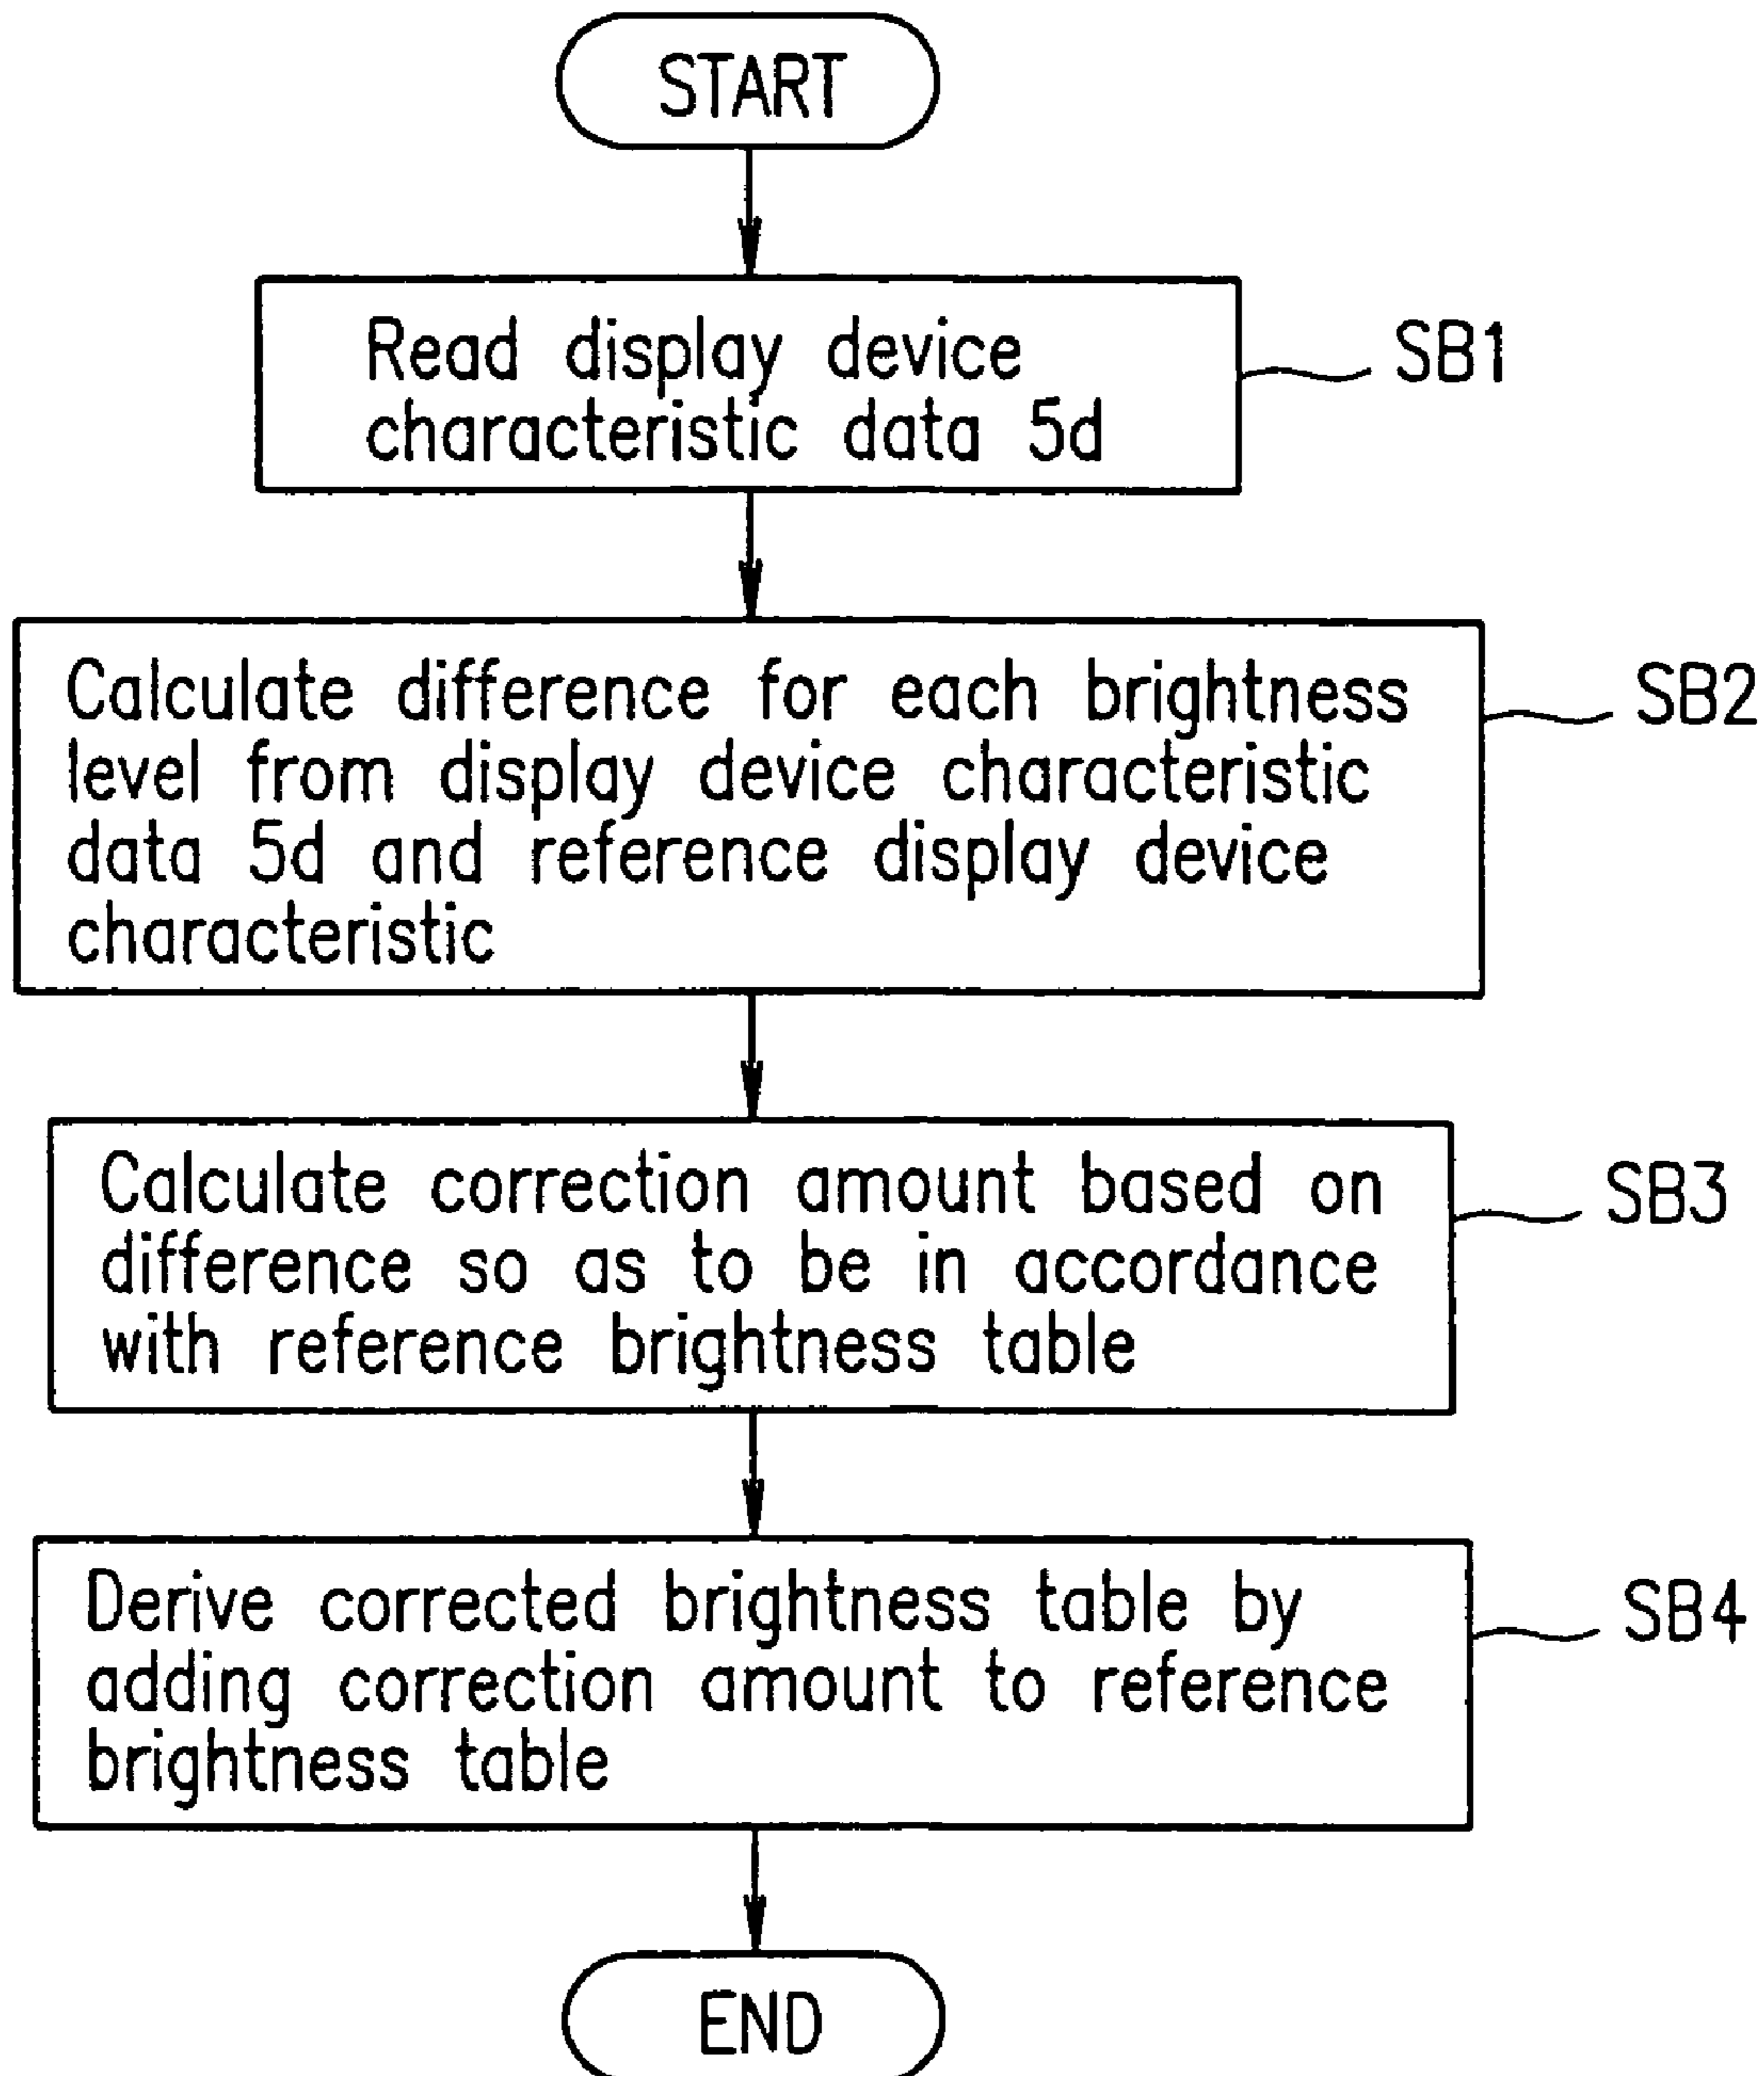 START
Read display device
characteristic data 5d
SB1
Calculate difference for each brightness
level from display device characteristic
data 5d and reference display device
characteristic
SB2
Calculate correction amount based on
difference so as to be in accordance
with reference brightness table
SB3
Derive corrected brightness table by
adding correction amount to reference
brightness table
SB4
END